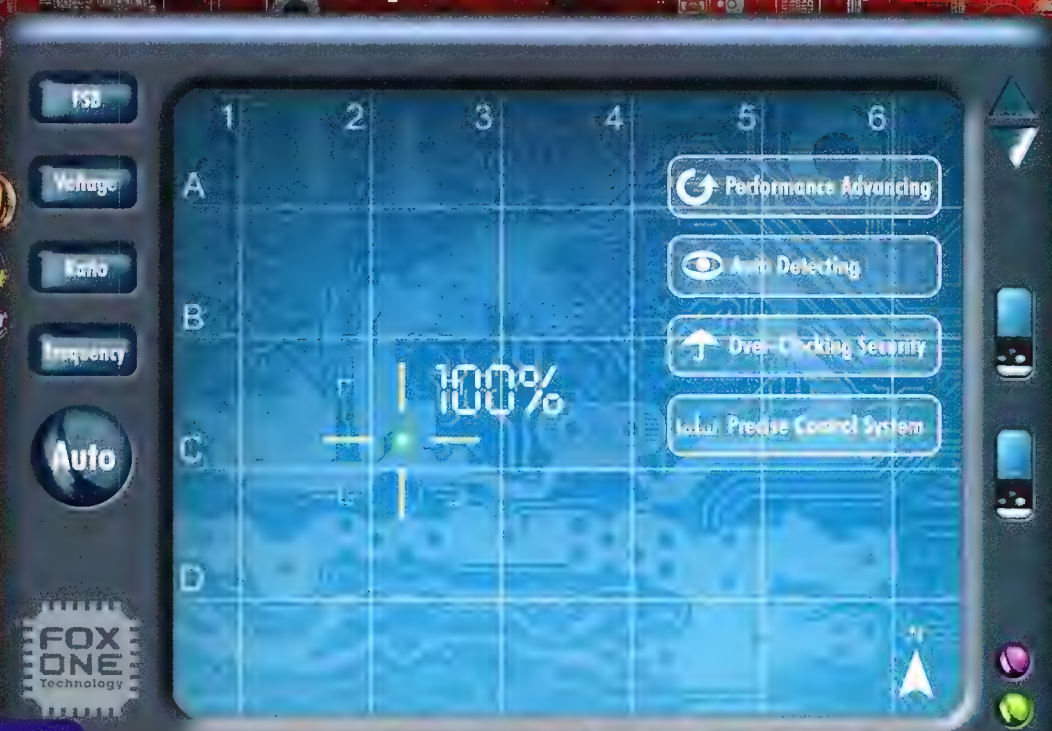 FSB
Voltage
Ratio
Frequency
Auto
FOX
ONE
Technology
1 2 3 4 5 6
A
B
C
D
100%
Performance Advancing
Auto Detecting
Over-Clocking Security
Precise Control System